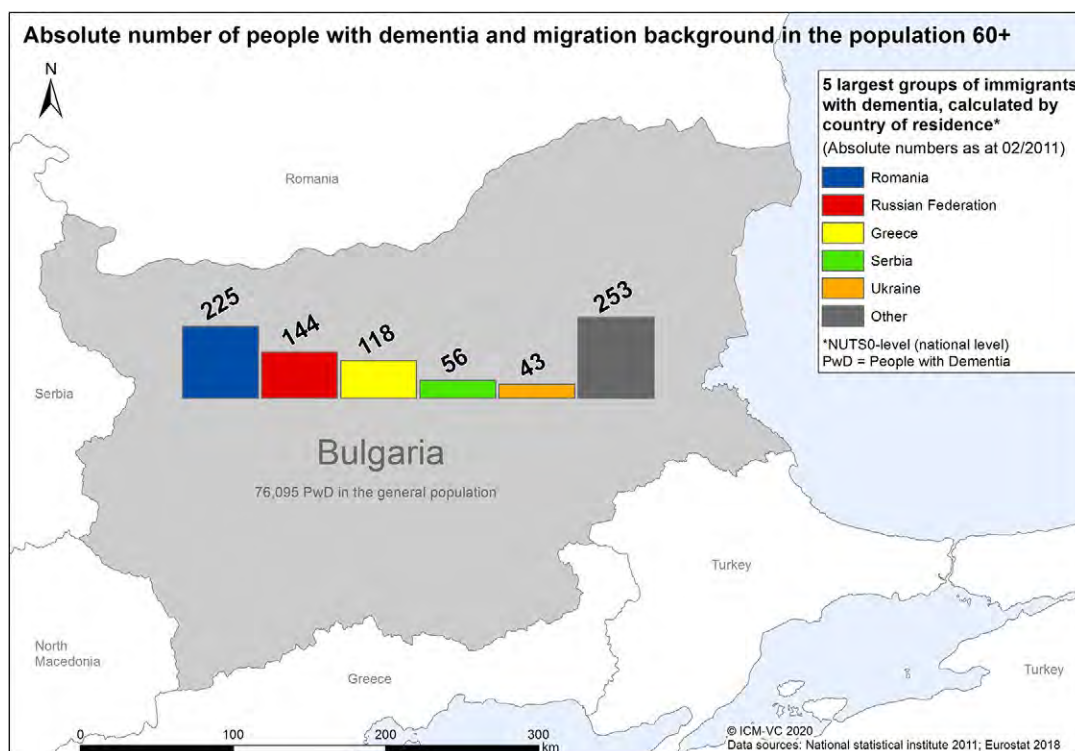 Absolute number of people with dementia and migration background in the population 60+
N
5 largest groups of immigrants
with dementia, calculated by
country of residence*
(Absolute numbers as at 02/2011)
Romania
Russian Federation
Greece
Serbia
Ukraine
Other
*NUTS0-level (national level)
PwD = People with Dementia
Romania
225
144
118
56
43
253
Serbia
Bulgaria
76,095 PwD in the general population
Turkey
North
Macedonia
Greece
Turkey
0
100
200
300
km
© ICM-VC 2020
Data sources: National statistical institute 2011; Eurostat 2018